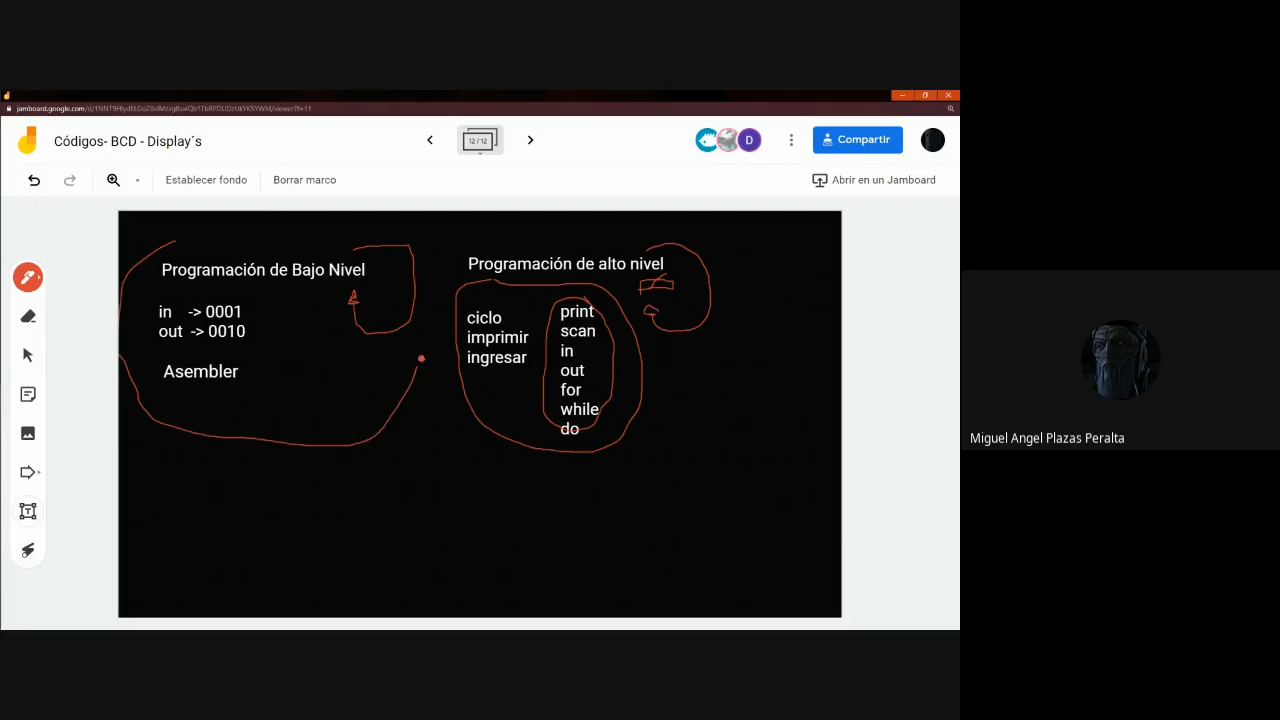 Códigos- BCD - Display´s
12 / 12
D
Compartir
Establecer fondo
Borrar marco
Abrir en un Jamboard
Programación de Bajo Nivel
in -> 0001
out -> 0010
Asembler
Programación de alto nivel
ciclo
imprimir
ingresar
print
scan
in
out
for
while
do
Miguel Angel Plazas Peralta